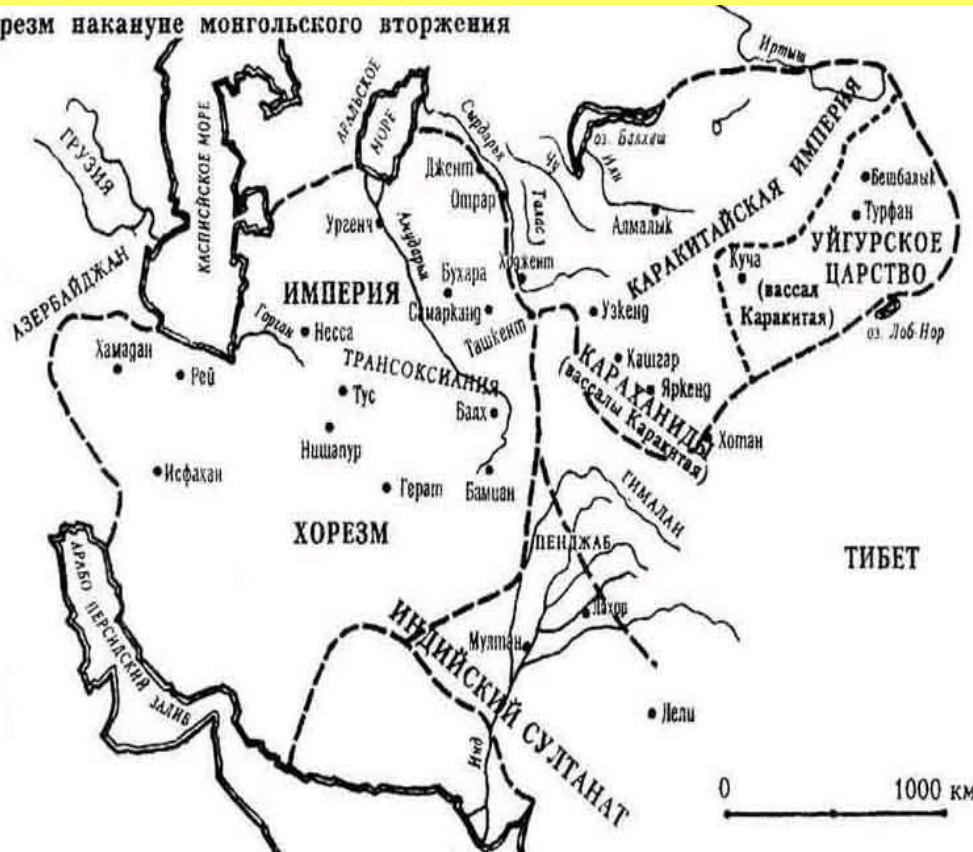 резм накануне монгольского вторжения
Иртыш
АРАЛЬСКОЕ
МОРЕ
Сырдарья
оз. Балхаш
ГРУЗИЯ
КАСПИЙСКОЕ МОРЕ
Чу
Или
КАРАКИТАЙСКАЯ ИМПЕРИЯ
Джент
Отрар
Талас
Бешбалык
Турфан
Ургенч
Амударья
Алмалык
УЙГУРСКОЕ
ЦАРСТВО
АЗЕРБАЙДЖАН
Ходжент
Куча
(вассал
Каракитая)
ИМПЕРИЯ
Бухара
Самарканд
Ташкент
Узкенд
оз. Лоб-Нор
Горган
Несса
Хамадан
Рей
ТРАНСОКСИАНИЯ
Кашгар
Яркенд
КАРАХАНИДЫ
(вассалы Каракитая)
Тус
Балх
Хотан
Нишапур
Исфахан
Герат
Бамиан
ГИМАЛАИ
ХОРЕЗМ
ПЕНДЖАБ
ТИБЕТ
АРАБО ПЕРСИДСКИЙ ЗАЛИВ
Лахор
Мултан
ИНДИЙСКИЙ СУЛТАНАТ
Инд
Дели
0 1000 км